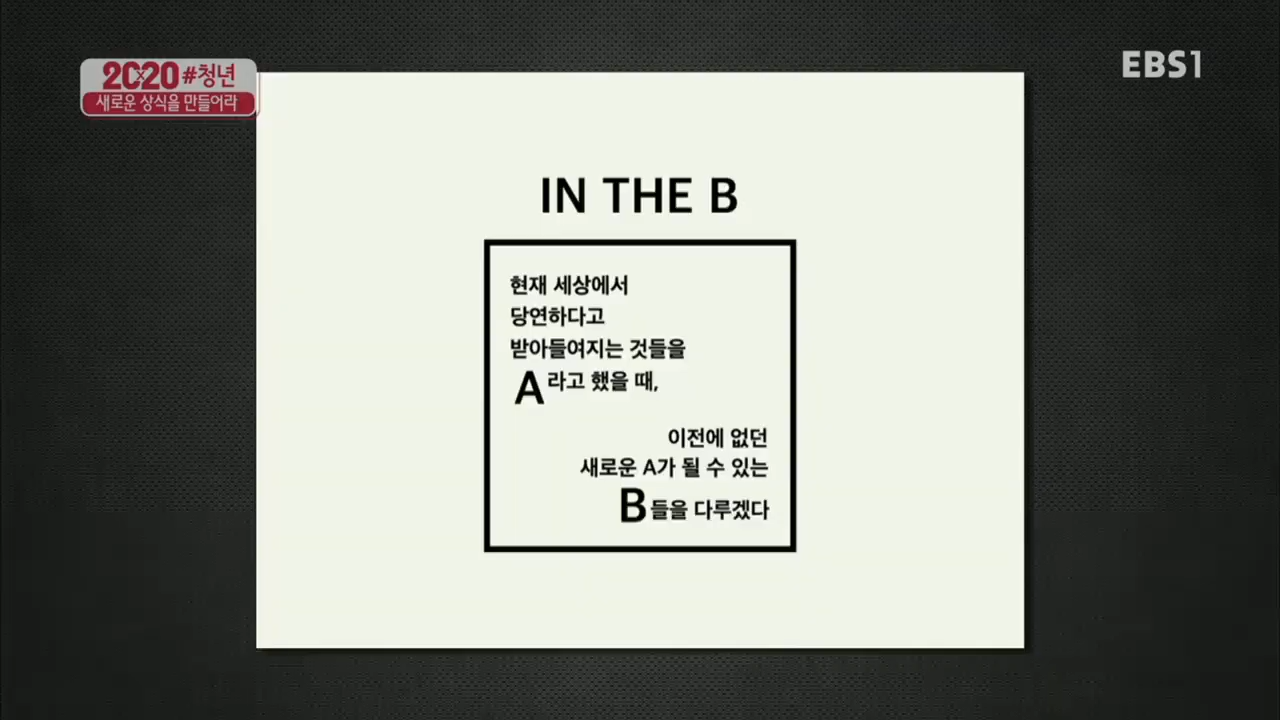 20x20 #청년
새로운 상식을 만들어라
EBS1
IN THE B
현재 세상에서
당연하다고
받아들여지는 것들을
A라고 했을 때,
이전에 없던
새로운 A가 될 수 있는
B들을 다루겠다